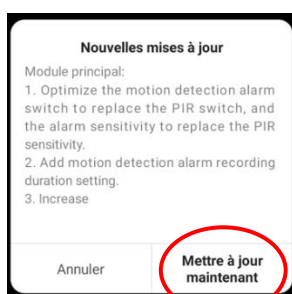 Nouvelles mises à jour
Module principal:
1. Optimize the motion detection alarm
switch to replace the PIR switch, and
the alarm sensitivity to replace the PIR
sensitivity.
2. Add motion detection alarm recording
duration setting.
3. Increase
Annuler
Mettre à jour
maintenant